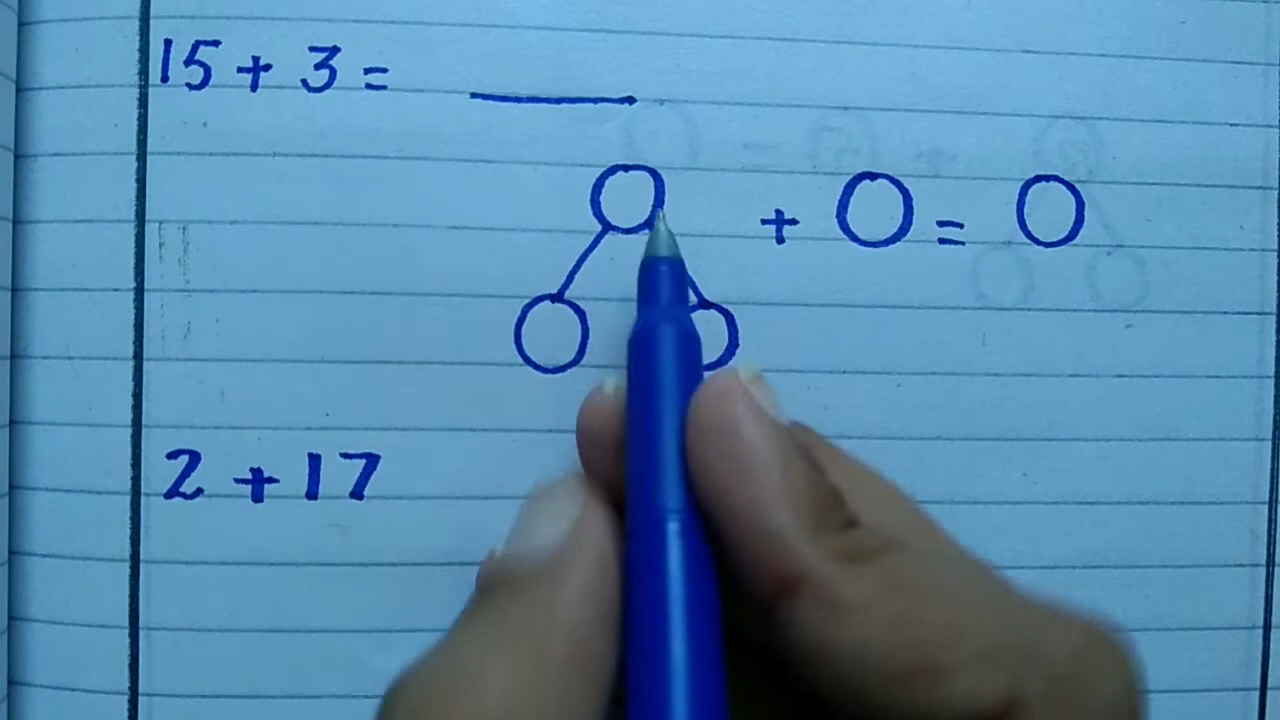 15 + 3 =
+ =
2 + 17